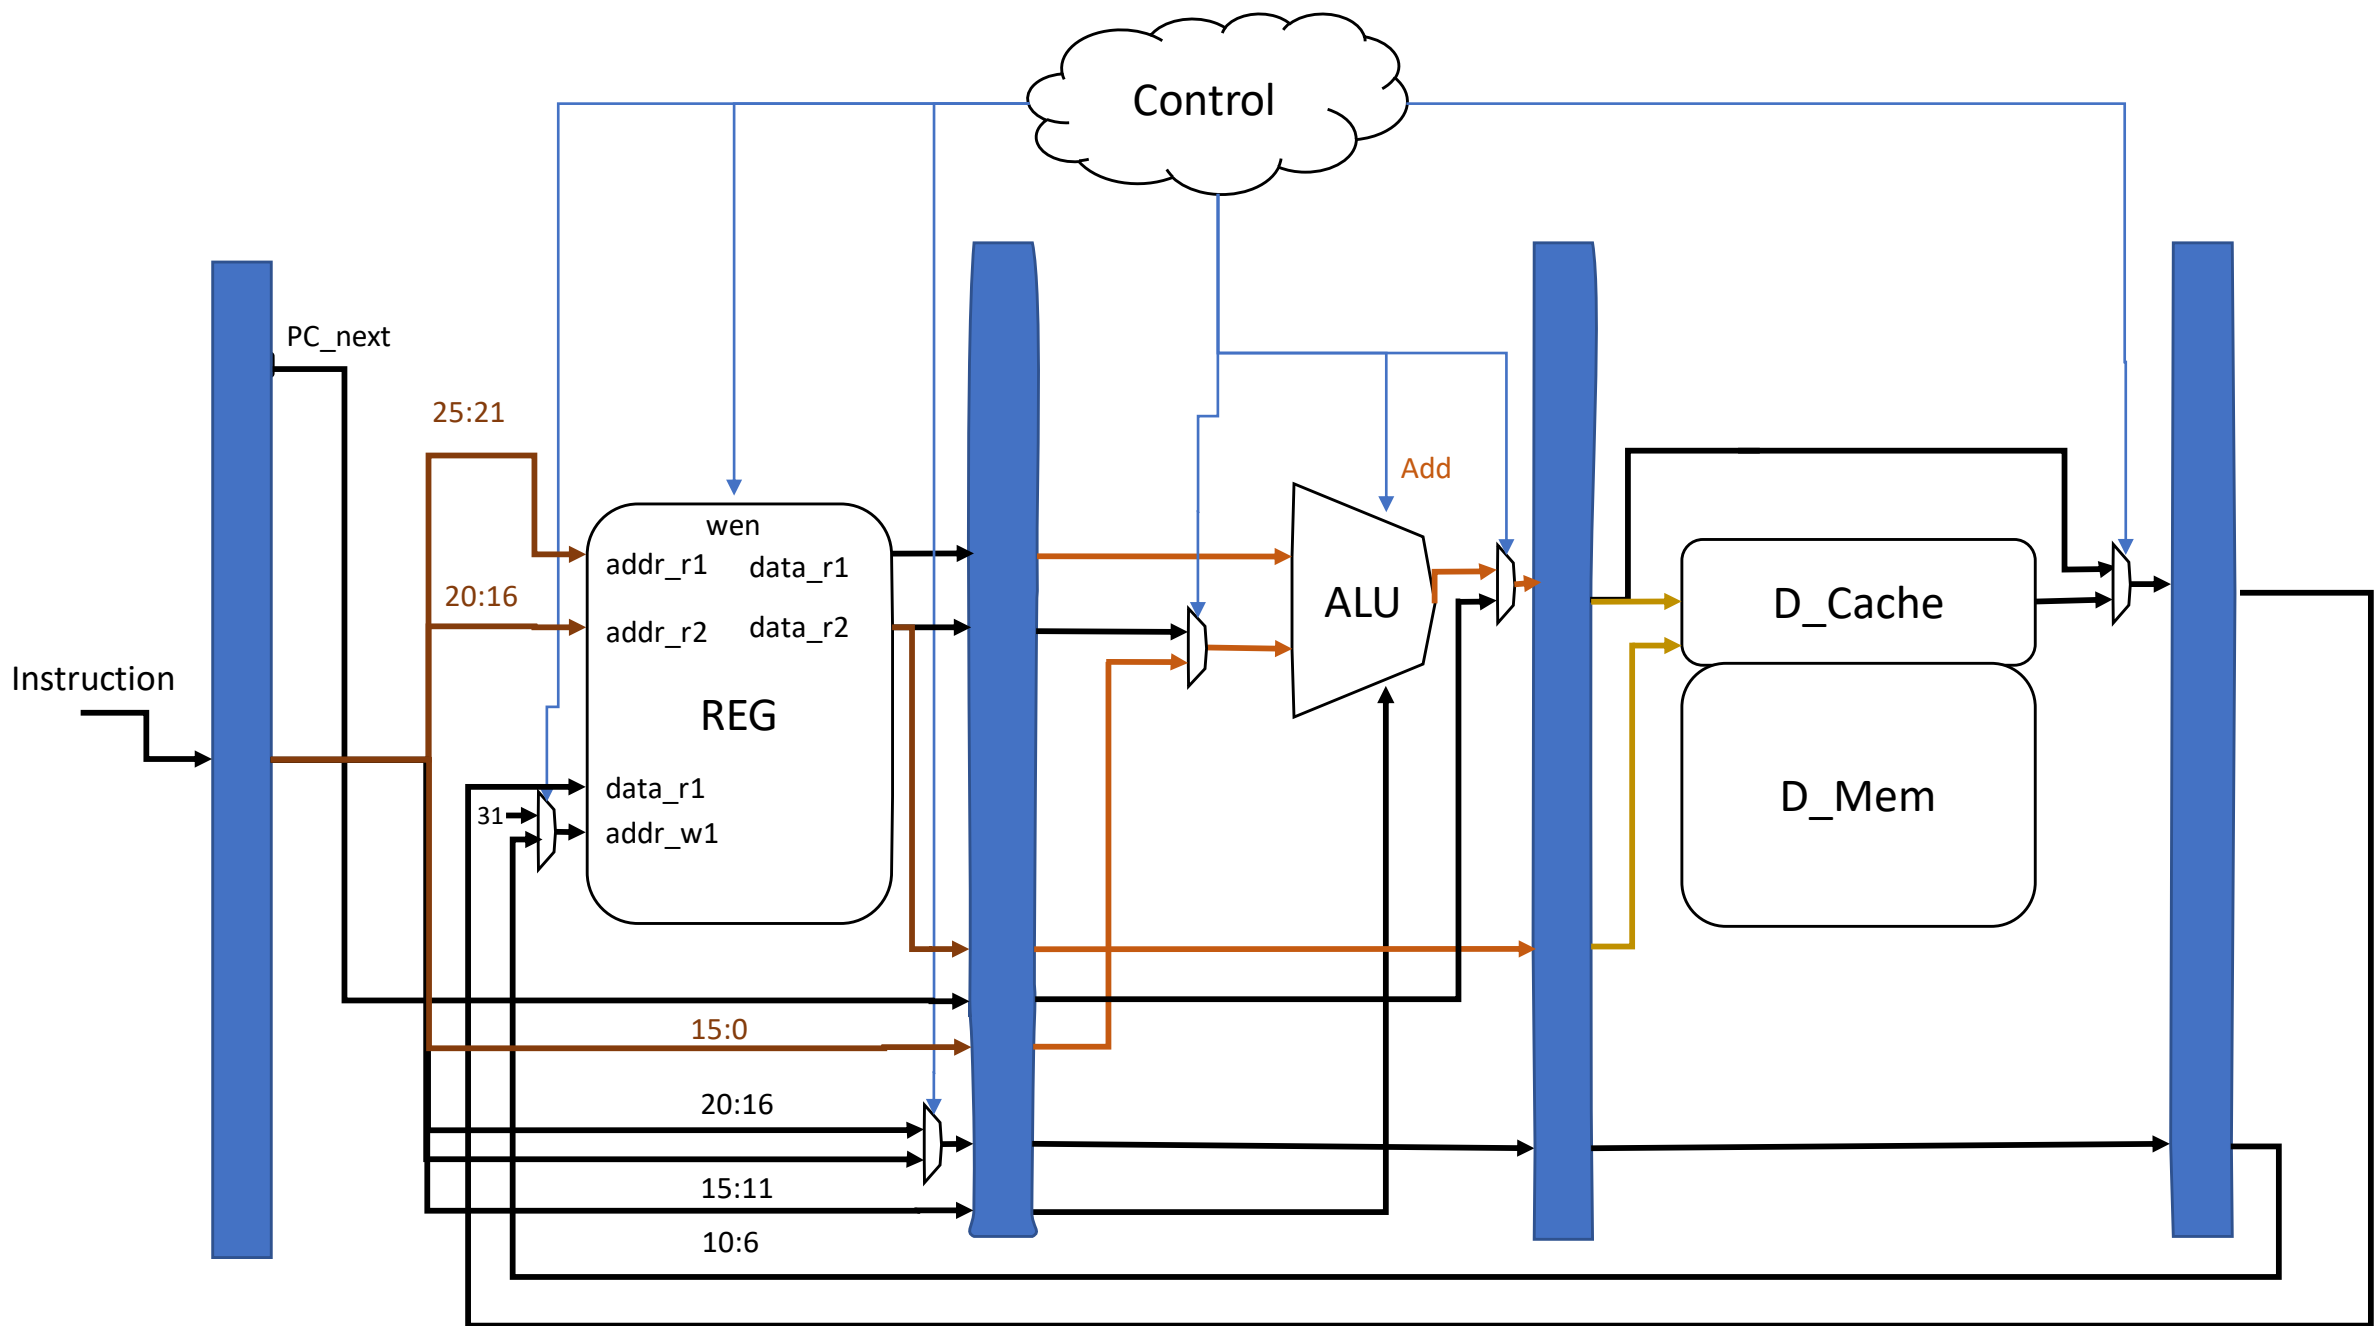 Control
PC_next
25:21
Add
wen
addr_r1
data_r1
20:16
addr_r2
data_r2
ALU
D_Cache
Instruction
REG
data_r1
31
addr_w1
D_Mem
15:0
20:16
15:11
10:6